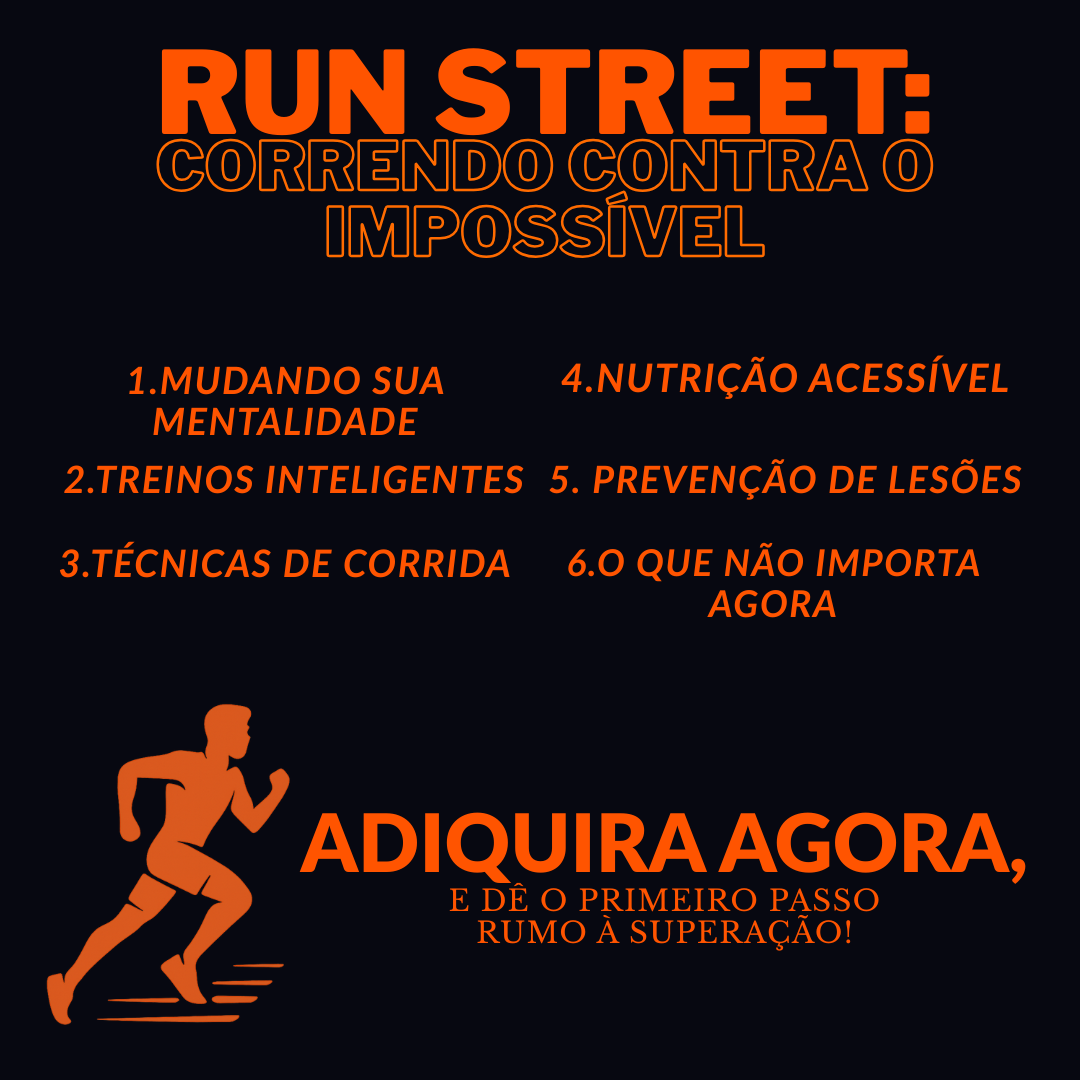 RUN STREET:
CORRENDO CONTRA O
IMPOSSÍVEL
1.MUDANDO SUA
MENTALIDADE
2.TREINOS INTELIGENTES
3.TÉCNICAS DE CORRIDA
4.NUTRIÇÃO ACESSÍVEL
5. PREVENÇÃO DE LESÕES
6.O QUE NÃO IMPORTA
AGORA
ADIQUIRA AGORA,
E DÊ O PRIMEIRO PASSO
RUMO À SUPERAÇÃO!